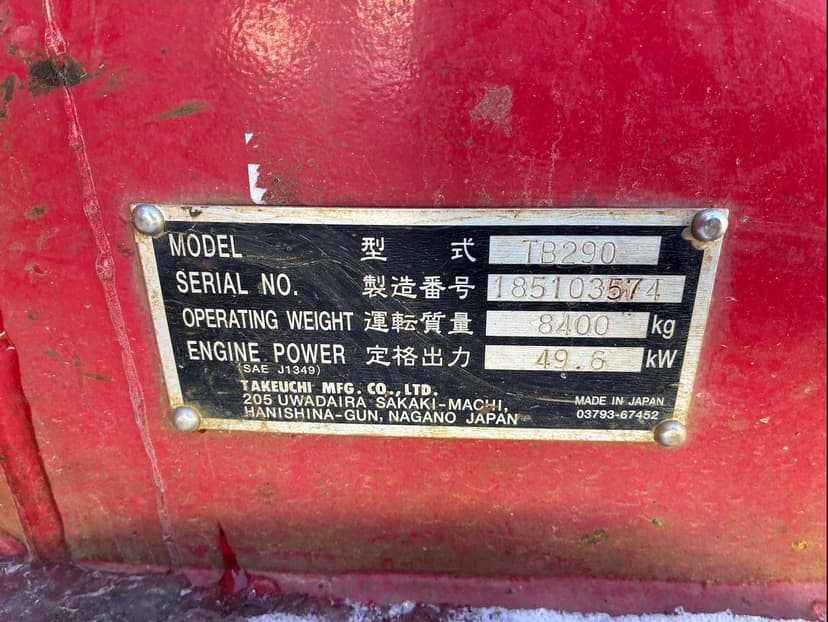 MODEL 型式 TB290
SERIAL NO. 製造番号 185103574
OPERATING WEIGHT 運転質量 8400 kg
ENGINE POWER 定格出力 49.6 kW
(SAE J1349)
TAKEUCHI MFG. CO., LTD.
205 UWADAIRA SAKAKI-MACHI, MADE IN JAPAN
HANISHINA-GUN, NAGANO JAPAN 03793-67452